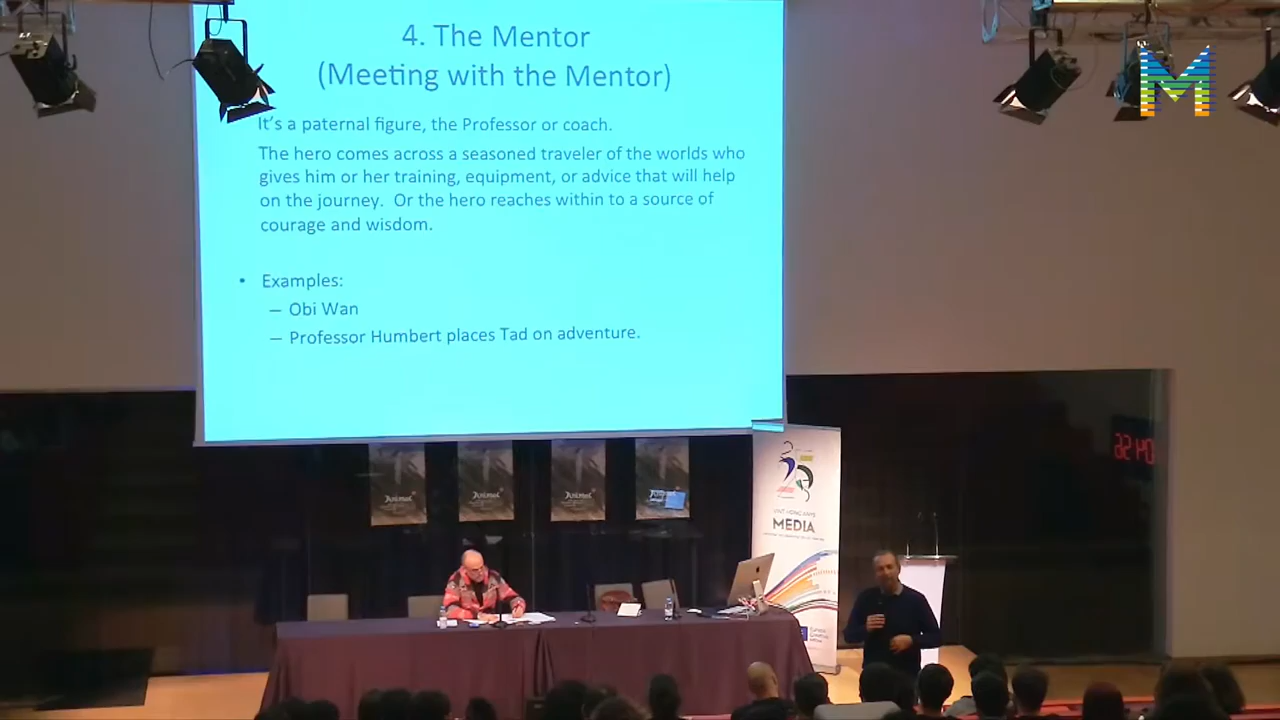 4. The Mentor
(Meeting with the Mentor)
It's a paternal figure, the Professor or coach.
The hero comes across a seasoned traveler of the worlds who
gives him or her training, equipment, or advice that will help
on the journey.  Or the hero reaches within to a source of
courage and wisdom.
• Examples:
– Obi Wan
– Professor Humbert places Tad on adventure.
M
25
MEDIA